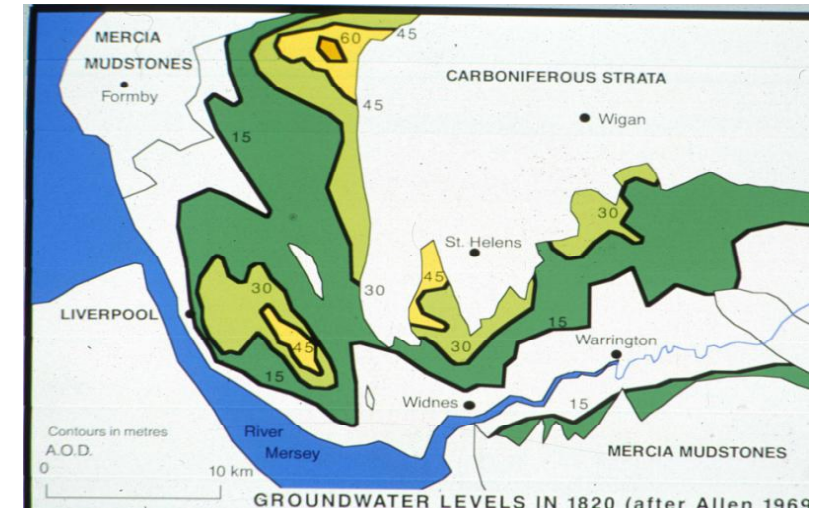 MERCIA
MUDSTONES
Formby
60
45
CARBONIFEROUS STRATA
45
Wigan
15
30
St. Helens
45
30
30
LIVERPOOL
15
Warrington
45
30
15
Widnes
15
Contours in metres
A.O.D.
River
Mersey
MERCIA MUDSTONES
0
10 km
GROUNDWATER LEVELS IN 1820 (after Allen 1969